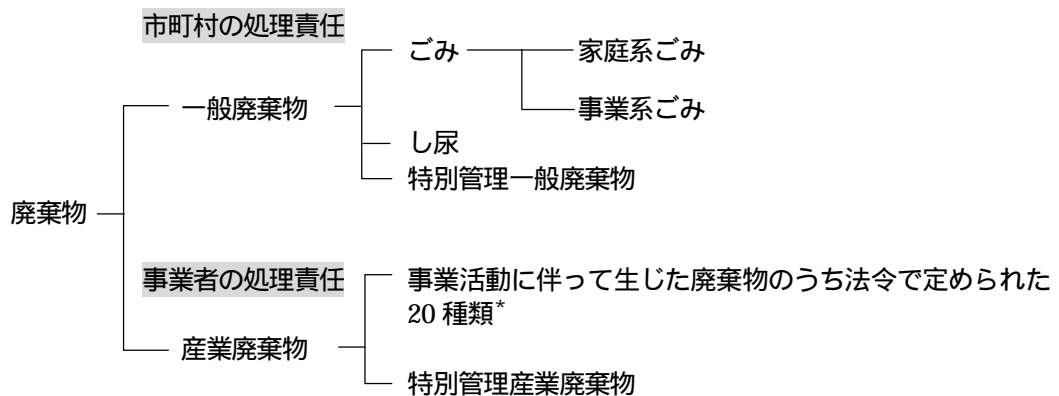 市町村の処理責任
ごみ
家庭系ごみ
一般廃棄物
事業系ごみ
し尿
特別管理一般廃棄物
廃棄物
事業者の処理責任
事業活動に伴って生じた廃棄物のうち法令で定められた
20 種類*
産業廃棄物
特別管理産業廃棄物